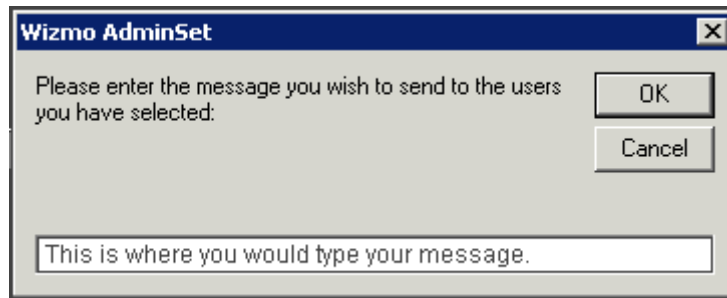 Wizmo AdminSet
Please enter the message you wish to send to the users
you have selected:
OK
Cancel
This is where you would type your message.